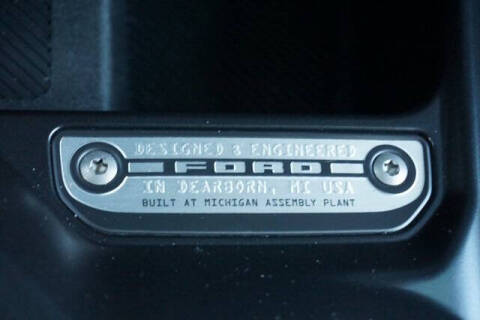 DESIGNED & ENGINEERED
FORD
IN DEARBORN, MI USA
BUILT AT MICHIGAN ASSEMBLY PLANT